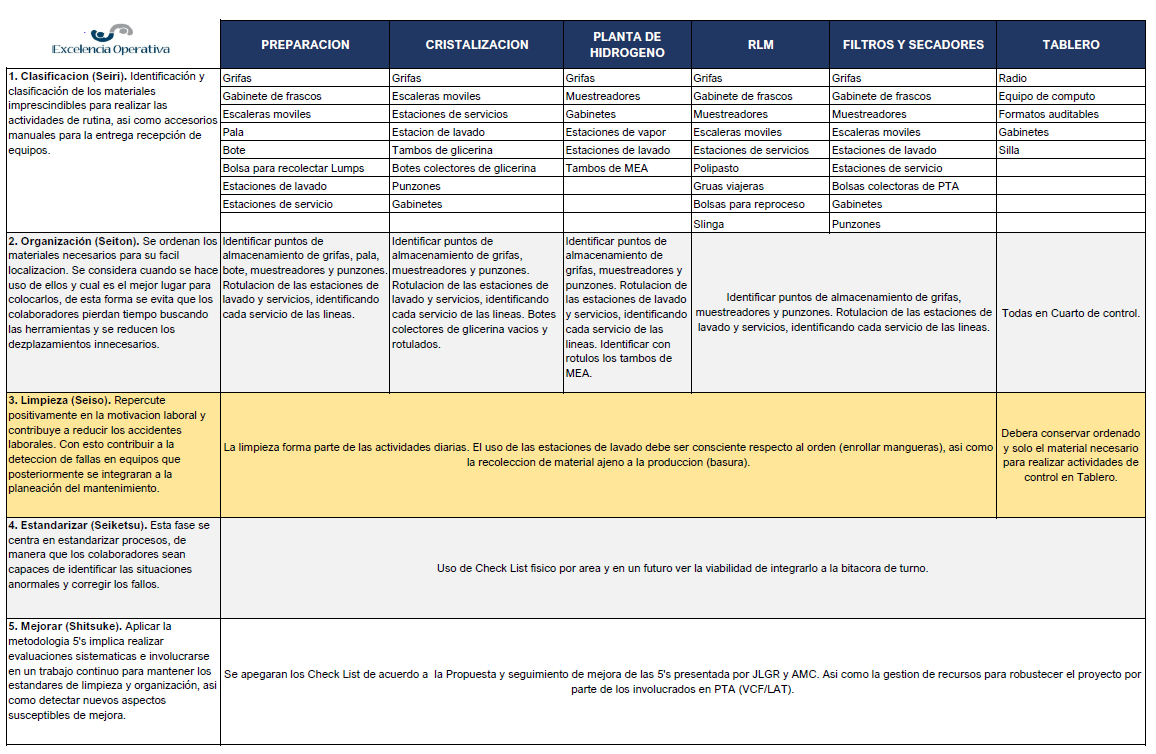 Excelencia Operativa
PREPARACION
CRISTALIZACION
PLANTA DE
HIDROGENO
RLM
FILTROS Y SECADORES
TABLERO
1. Clasificacion (Seiri). Identificación y
clasificación de los materiales
imprescindibles para realizar las
actividades de rutina, asi como accesorios
manuales para la entrega recepción de
equipos.
Grifas
Gabinete de frascos
Escaleras moviles
Pala
Bote
Bolsa para recolectar Lumps
Estaciones de lavado
Estaciones de servicio
Grifas
Escaleras moviles
Estaciones de servicios
Estacion de lavado
Tambos de glicerina
Botes colectores de glicerina
Punzones
Gabinetes
Grifas
Muestreadores
Gabinetes
Estaciones de vapor
Estaciones de lavado
Tambos de MEA
Grifas
Gabinete de frascos
Muestreadores
Escaleras moviles
Estaciones de servicios
Polipasto
Gruas viajeras
Bolsas para reproceso
Slinga
Grifas
Gabinete de frascos
Muestreadores
Escaleras moviles
Estaciones de lavado
Estaciones de servicio
Bolsas colectoras de PTA
Gabinetes
Punzones
Radio
Equipo de computo
Formatos auditables
Gabinetes
Silla
2. Organización (Seiton). Se ordenan los
materiales necesarios para su facil
localizacion. Se considera cuando se hace
uso de ellos y cual es el mejor lugar para
colocarlos, de esta forma se evita que los
colaboradores pierdan tiempo buscando
las herramientas y se reducen los
dezplazamientos innecesarios.
Identificar puntos de
almacenamiento de grifas, pala,
bote, muestreadores y punzones.
Rotulacion de las estaciones de
lavado y servicios, identificando
cada servicio de las lineas.
Identificar puntos de
almacenamiento de grifas,
muestreadores y punzones.
Rotulacion de las estaciones de
lavado y servicios, identificando
cada servicio de las lineas. Botes
colectores de glicerina vacios y
rotulados.
Identificar puntos de
almacenamiento de
grifas, muestreadores y
punzones. Rotulacion de
las estaciones de lavado
y servicios, identificando
cada servicio de las
lineas. Identificar con
rotulos los tambos de
MEA.
Identificar puntos de almacenamiento de grifas,
muestreadores y punzones. Rotulacion de las estaciones de
lavado y servicios, identificando cada servicio de las lineas.
Todas en Cuarto de control.
3. Limpieza (Seiso). Repercute
positivamente en la motivacion laboral y
contribuye a reducir los accidentes
laborales. Con esto contribuir a la
deteccion de fallas en equipos que
posteriormente se integraran a la
planeación del mantenimiento.
La limpieza forma parte de las actividades diarias. El uso de las estaciones de lavado debe ser consciente respecto al orden (enrollar mangueras), asi como
la recoleccion de material ajeno a la produccion (basura).
Debera conservar ordenado
y solo el material necesario
para realizar actividades de
control en Tablero.
4. Estandarizar (Seiketsu). Esta fase se
centra en estandarizar procesos, de
manera que los colaboradores sean
capaces de identificar las situaciones
anormales y corregir los fallos.
Uso de Check List fisico por area y en un futuro ver la viabilidad de integrarlo a la bitacora de turno.
5. Mejorar (Shitsuke). Aplicar la
metodologia 5's implica realizar
evaluaciones sistematicas e involucrarse
en un trabajo continuo para mantener los
estandares de limpieza y organización, asi
como detectar nuevos aspectos
susceptibles de mejora.
Se apegaran los Check List de acuerdo a la Propuesta y seguimiento de mejora de las 5's presentada por JLGR y AMC. Asi como la gestion de recursos para robustecer el proyecto por
parte de los involucrados en PTA (VCF/LAT).